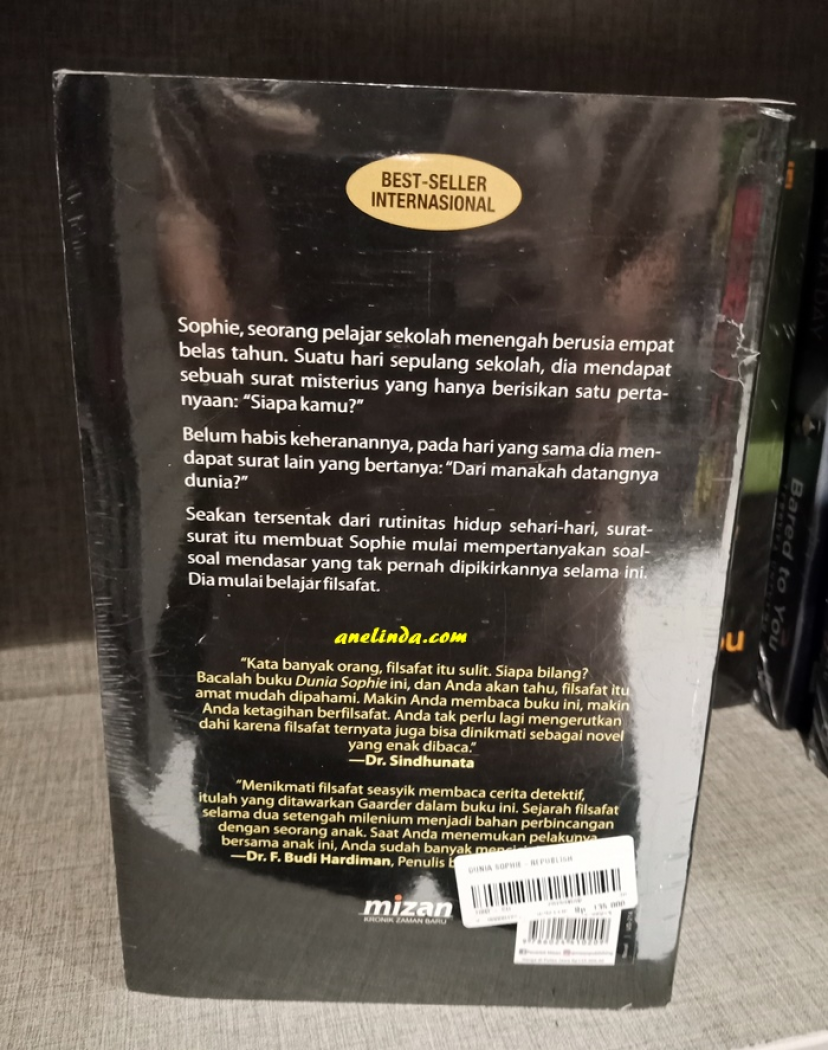 BEST-SELLER
INTERNASIONAL
Sophie, seorang pelajar sekolah menengah berusia empat
belas tahun. Suatu hari sepulang sekolah, dia mendapat
sebuah surat misterius yang hanya berisikan satu perta-
nyaan: “Siapa kamu?”
Belum habis keheranannya, pada hari yang sama dia men-
dapat surat lain yang bertanya: “Dari manakah datangnya
dunia?”
Seakan tersentak dari rutinitas hidup sehari-hari, surat-
surat itu membuat Sophie mulai mempertanyakan soal-
soal mendasar yang tak pernah dipikirkannya selama ini.
Dia mulai belajar filsafat.
anelinda.com
“Kata banyak orang, filsafat itu sulit. Siapa bilang?
Bacalah buku Dunia Sophie ini, dan Anda akan tahu, filsafat itu
amat mudah dipahami. Makin Anda membaca buku ini, makin
Anda ketagihan berfilsafat. Anda tak perlu lagi mengerutkan
dahi karena filsafat ternyata juga bisa dinikmati sebagai novel
yang enak dibaca.”
—Dr. Sindhunata
“Menikmati filsafat seasyik membaca cerita detektif,
itulah yang ditawarkan Gaarder dalam buku ini. Sejarah filsafat
selama dua setengah milenium menjadi bahan perbincangan
dengan seorang anak. Saat Anda menemukan pelakunya
bersama anak ini, Anda sudah banyak
—Dr. F. Budi Hardiman, Penulis
DUNIA SOPHIE - REPUBLISH
Rp 135.000
mizan
KRONIK ZAMAN BARU
Bared to You